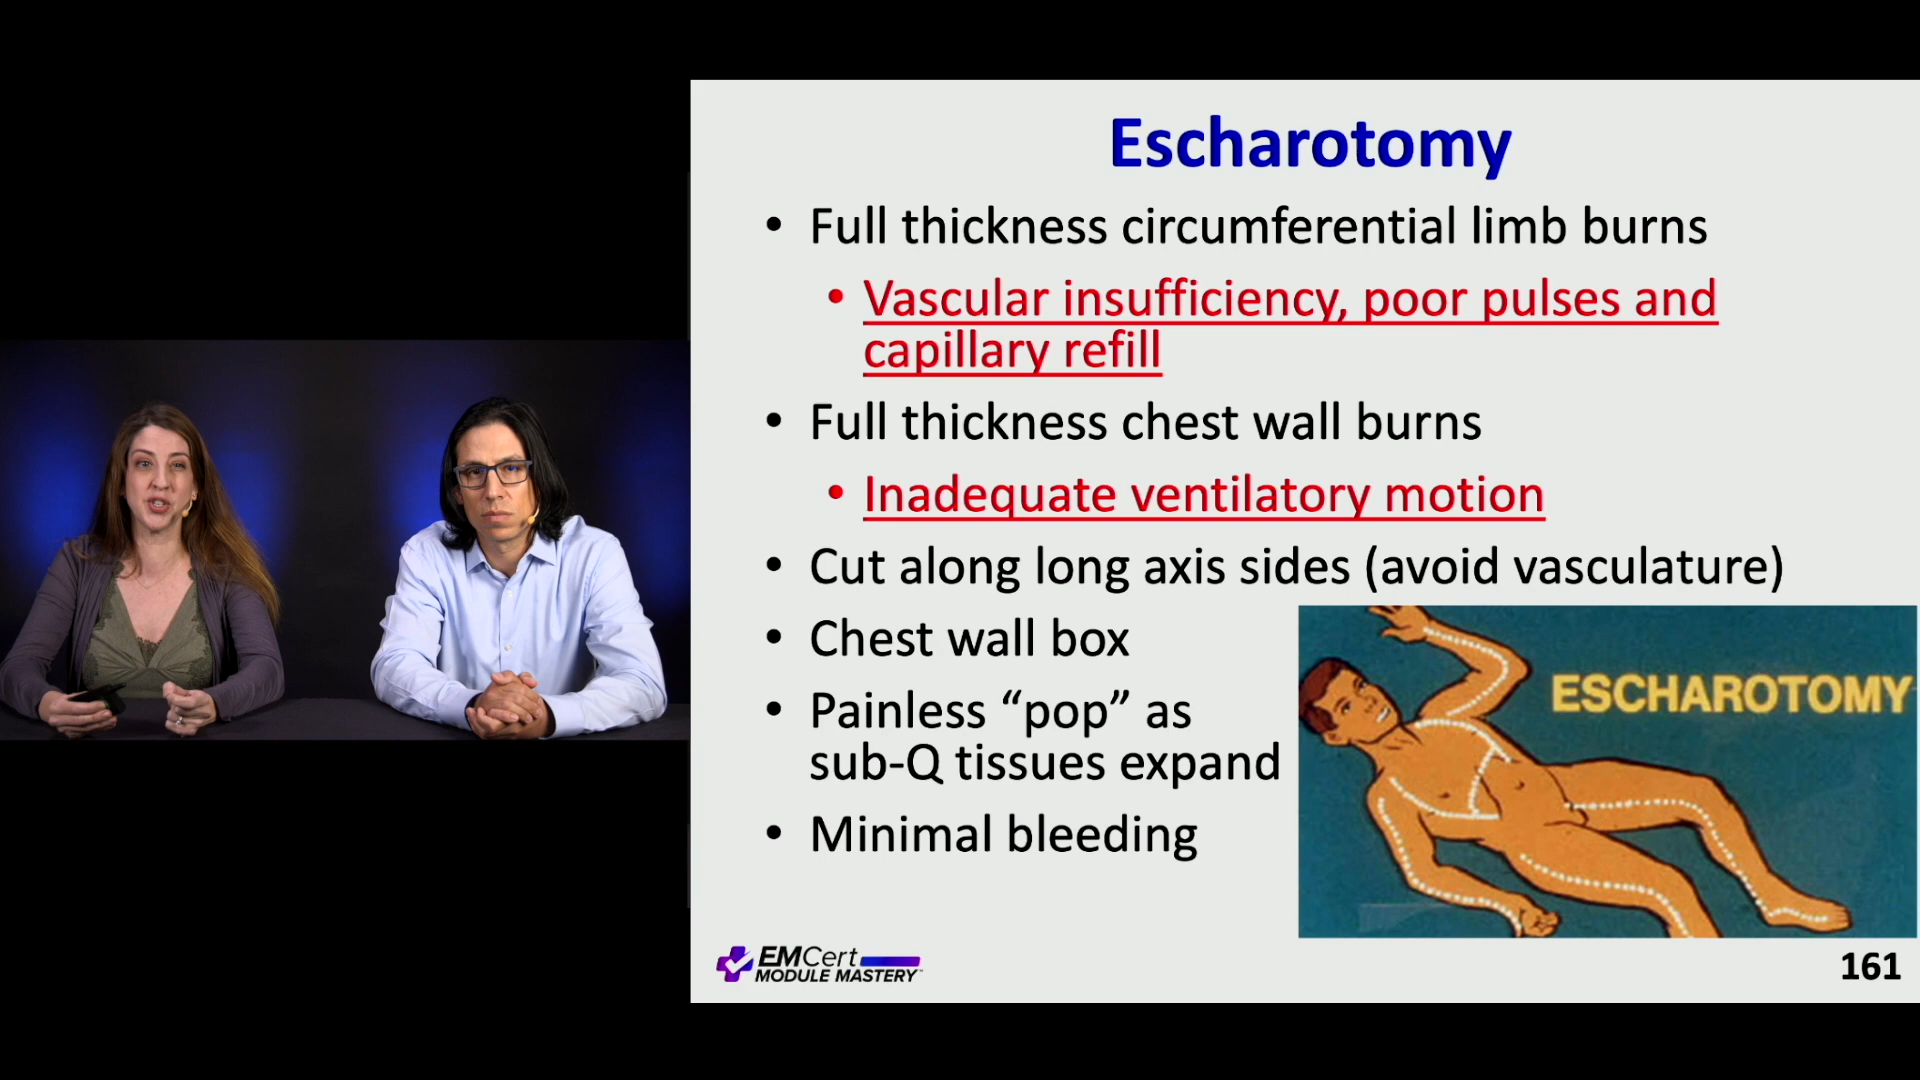 Escharotomy
• Full thickness circumferential limb burns
• Vascular insufficiency, poor pulses and
capillary refill
• Full thickness chest wall burns
• Inadequate ventilatory motion
• Cut along long axis sides (avoid vasculature)
• Chest wall box
• Painless “pop” as
sub-Q tissues expand
• Minimal bleeding
ESCHAROTOMY
EMCert
MODULE MASTERY
161